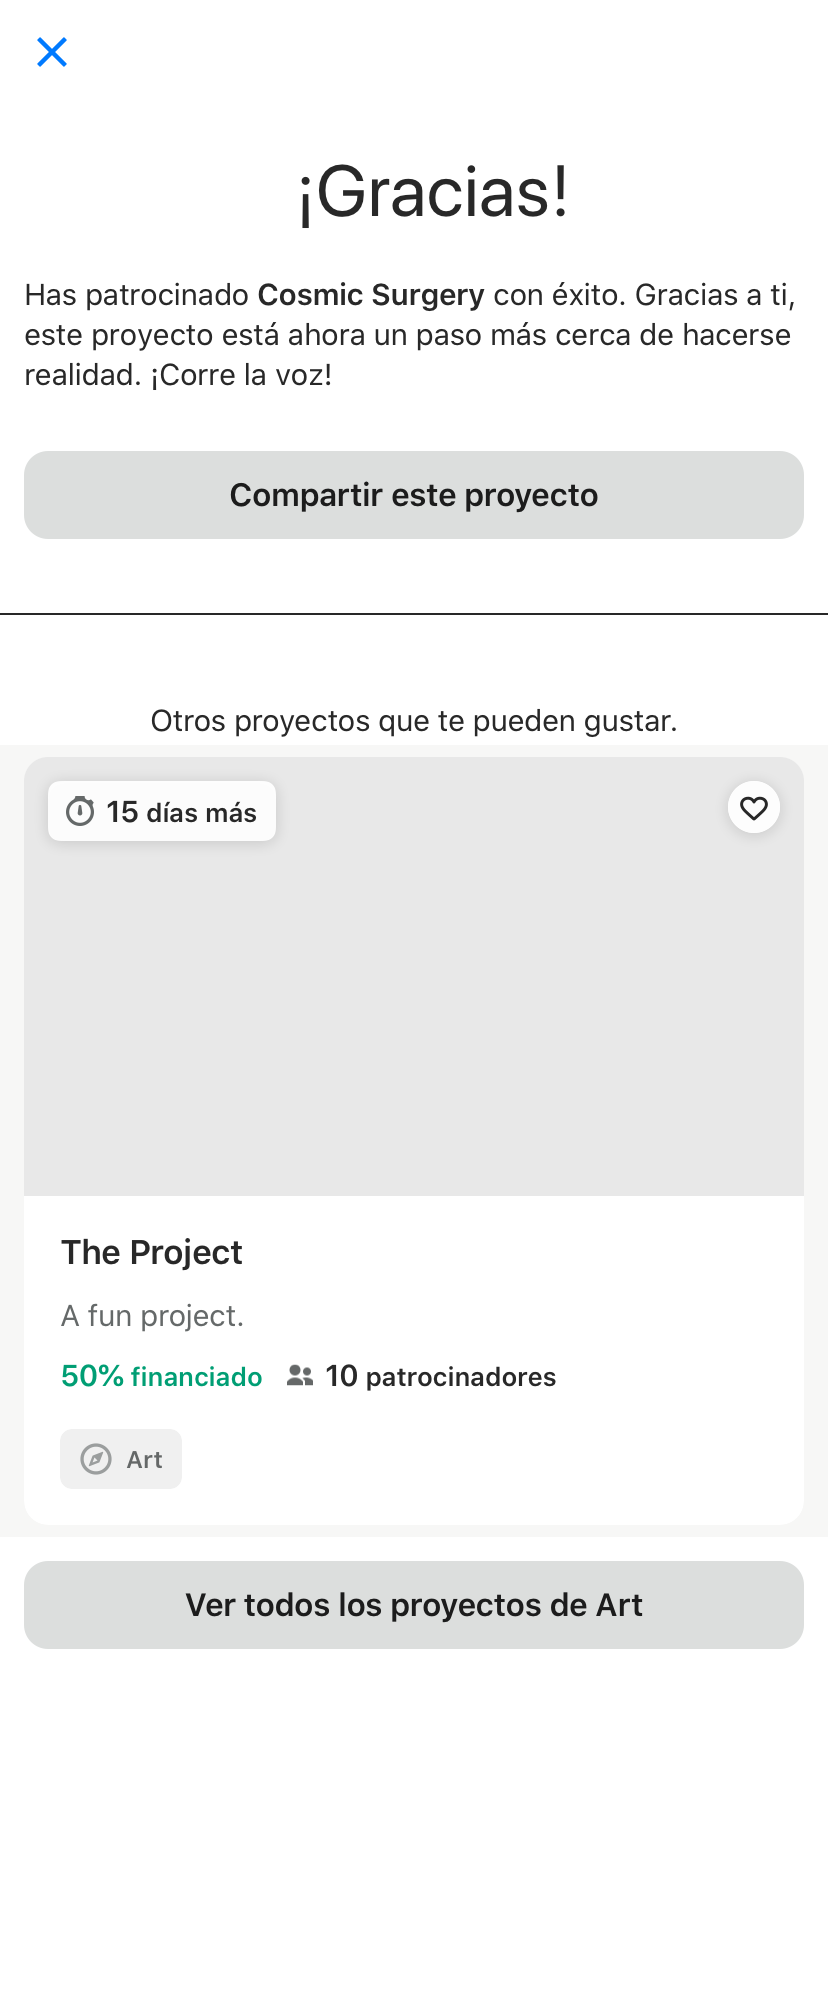 ¡Gracias!
Has patrocinado Cosmic Surgery con éxito. Gracias a ti,
este proyecto está ahora un paso más cerca de hacerse
realidad. ¡Corre la voz!
Compartir este proyecto
Otros proyectos que te pueden gustar.
15 días más
The Project
A fun project.
50% financiado 10 patrocinadores
Art
Ver todos los proyectos de Art